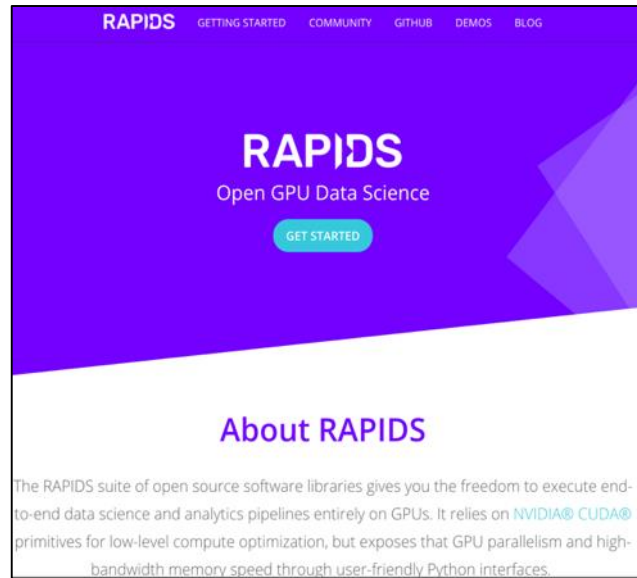 RAPIDS GETTING STARTED COMMUNITY GITHUB DEMOS BLOG
RAPIDS
Open GPU Data Science
GET STARTED
About RAPIDS
The RAPIDS suite of open source software libraries gives you the freedom to execute end-
to-end data science and analytics pipelines entirely on GPUs. It relies on NVIDIA® CUDA®
primitives for low-level compute optimization, but exposes that GPU parallelism and high-
bandwidth memory speed through user-friendly Python interfaces.